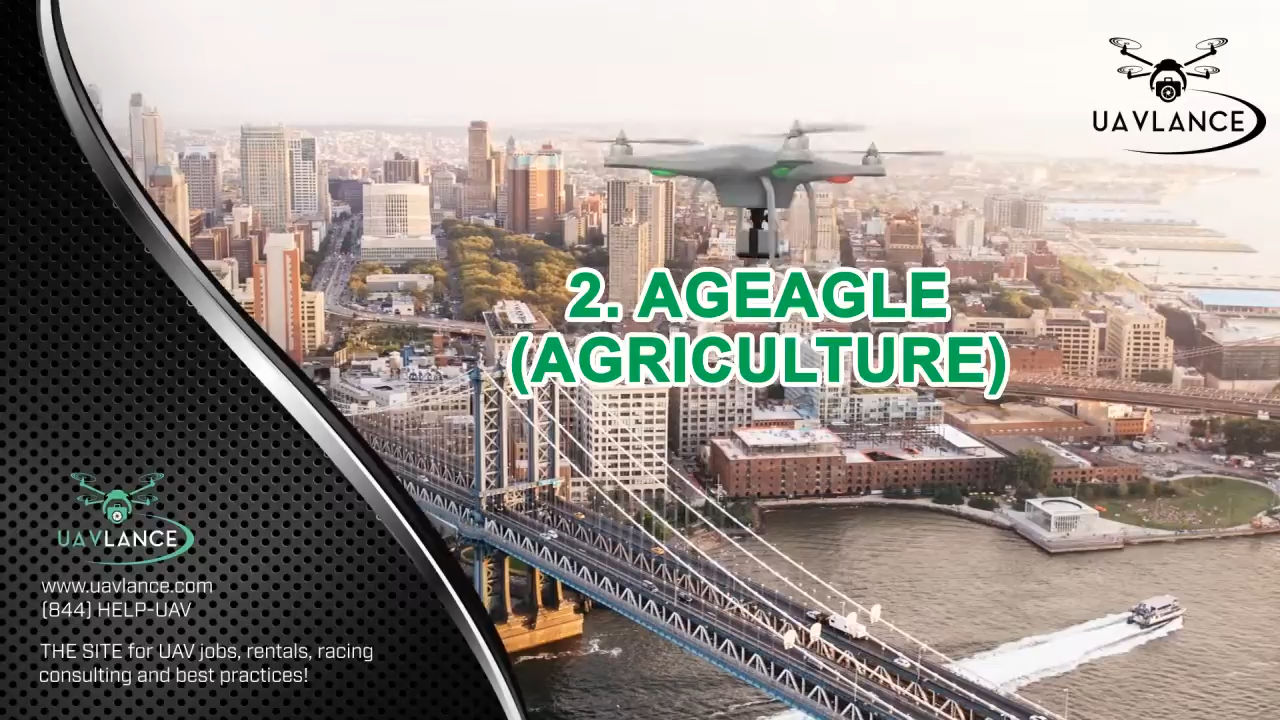 UAVLANCE
2. AGEAGLE
(AGRICULTURE)
UAVLANCE
www.uavlance.com
(844) HELP-UAV
THE SITE for UAV jobs, rentals, racing
consulting and best practices!